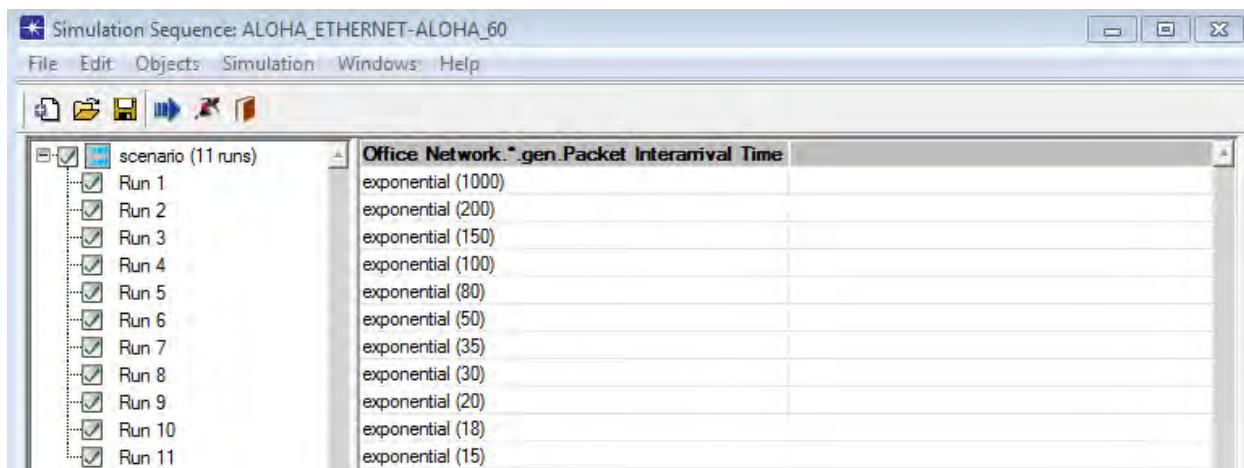 Simulation Sequence: ALOHA_ETHERNET-ALOHA_60
File Edit Objects Simulation Windows Help
scenario (11 runs) Office Network.*.gen.Packet Interarrival Time
Run 1 exponential (1000)
Run 2 exponential (200)
Run 3 exponential (150)
Run 4 exponential (100)
Run 5 exponential (80)
Run 6 exponential (50)
Run 7 exponential (35)
Run 8 exponential (30)
Run 9 exponential (20)
Run 10 exponential (18)
Run 11 exponential (15)